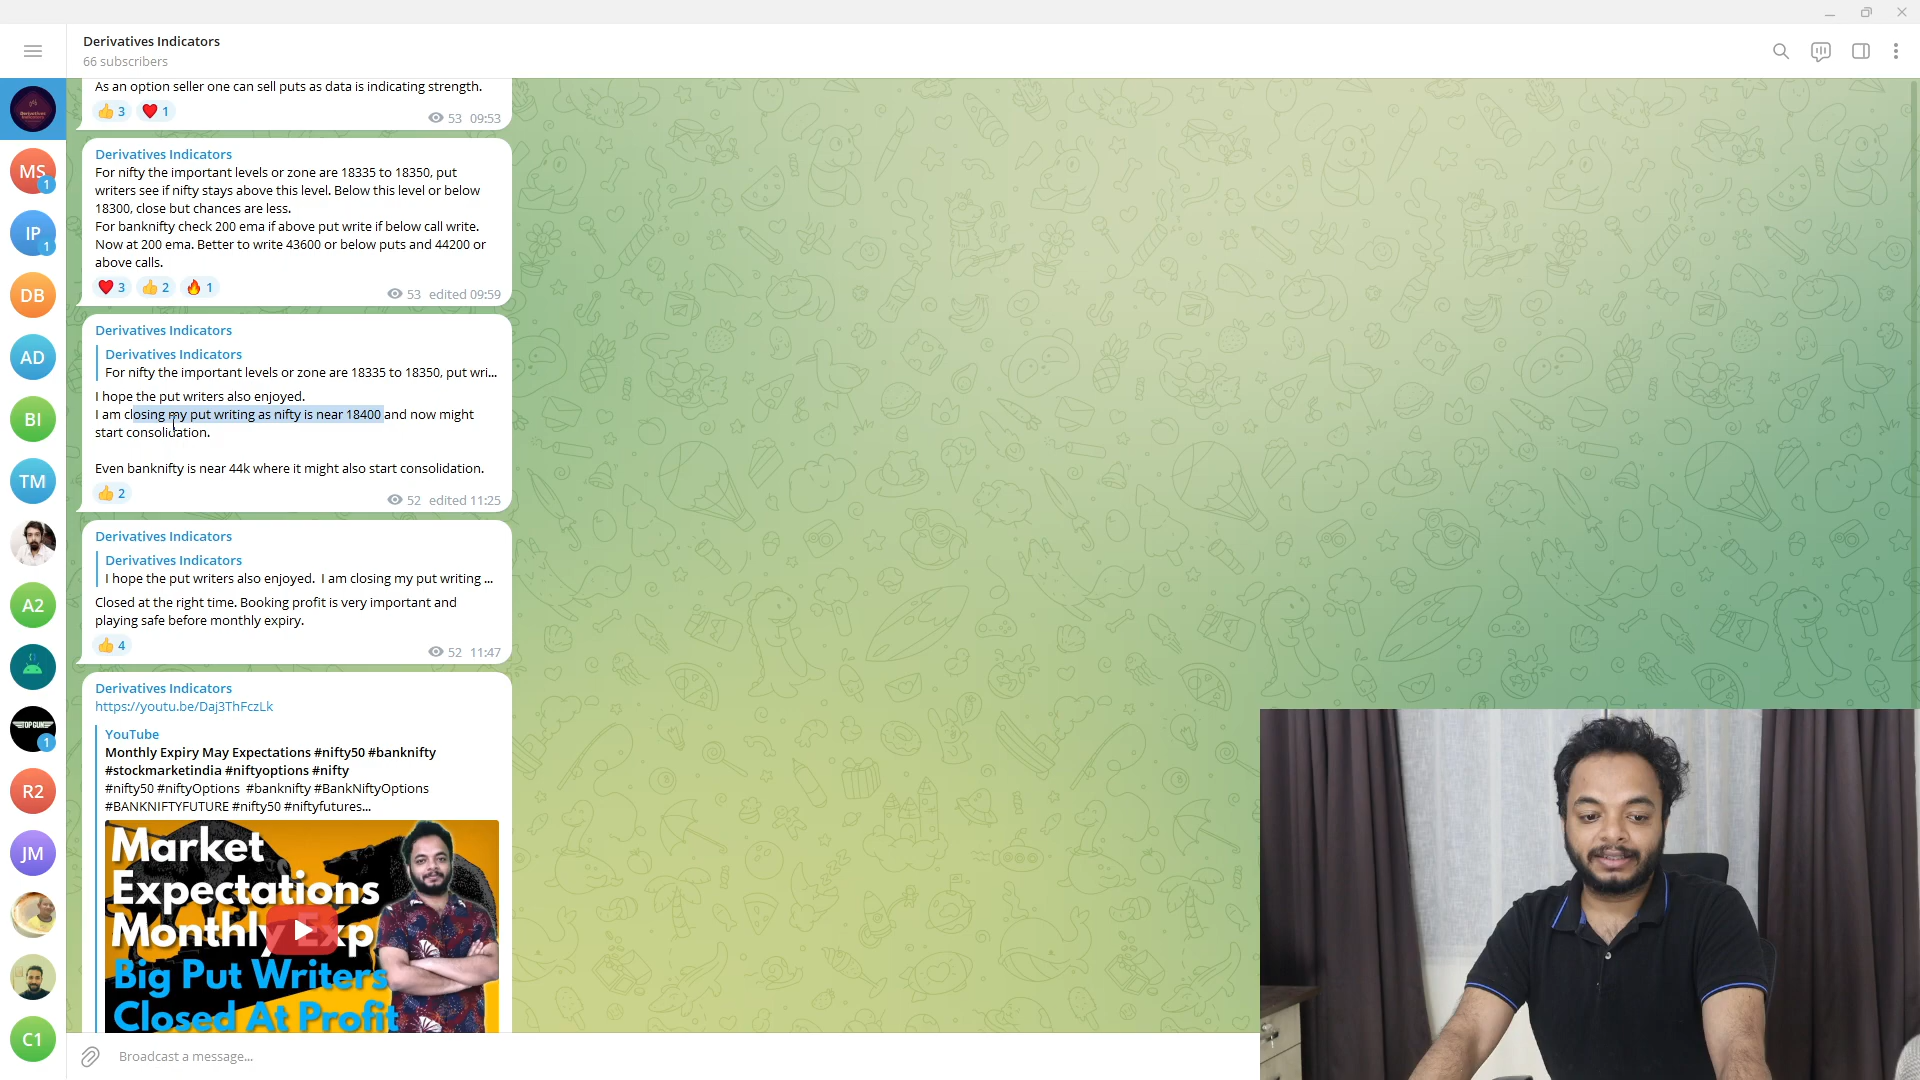 Derivatives Indicators
66 subscribers
As an option seller one can sell puts as data is indicating strength.
3
1
53 09:53
Derivatives Indicators
For nifty the important levels or zone are 18335 to 18350, put
writers see if nifty stays above this level. Below this level or below
18300, close but chances are less.
For banknifty check 200 ema if above put write if below call write.
Now at 200 ema. Better to write 43600 or below puts and 44200 or
above calls.
3
2
1
53 edited 09:59
Derivatives Indicators
Derivatives Indicators
For nifty the important levels or zone are 18335 to 18350, put wri...
I hope the put writers also enjoyed.
I am closing my put writing as nifty is near 18400 and now might
start consolidation.
Even banknifty is near 44k where it might also start consolidation.
2
52 edited 11:25
Derivatives Indicators
Derivatives Indicators
I hope the put writers also enjoyed. I am closing my put writing ...
Closed at the right time. Booking profit is very important and
playing safe before monthly expiry.
4
52 11:47
Derivatives Indicators
https://youtu.be/Daj3ThFczLk
YouTube
Monthly Expiry May Expectations #nifty50 #banknifty
#stockmarketindia #niftyoptions #nifty
#nifty50 #niftyOptions #banknifty #BankNiftyOptions
#BANKNIFTYFUTURE #nifty50 #niftyfutures...
Market
Expectations
Monthly Exp
Big Put Writers
Closed At Profit
Broadcast a message...
MS
1
IP
1
DB
AD
BI
TM
A2
TOP GUN
1
R2
JM
C1